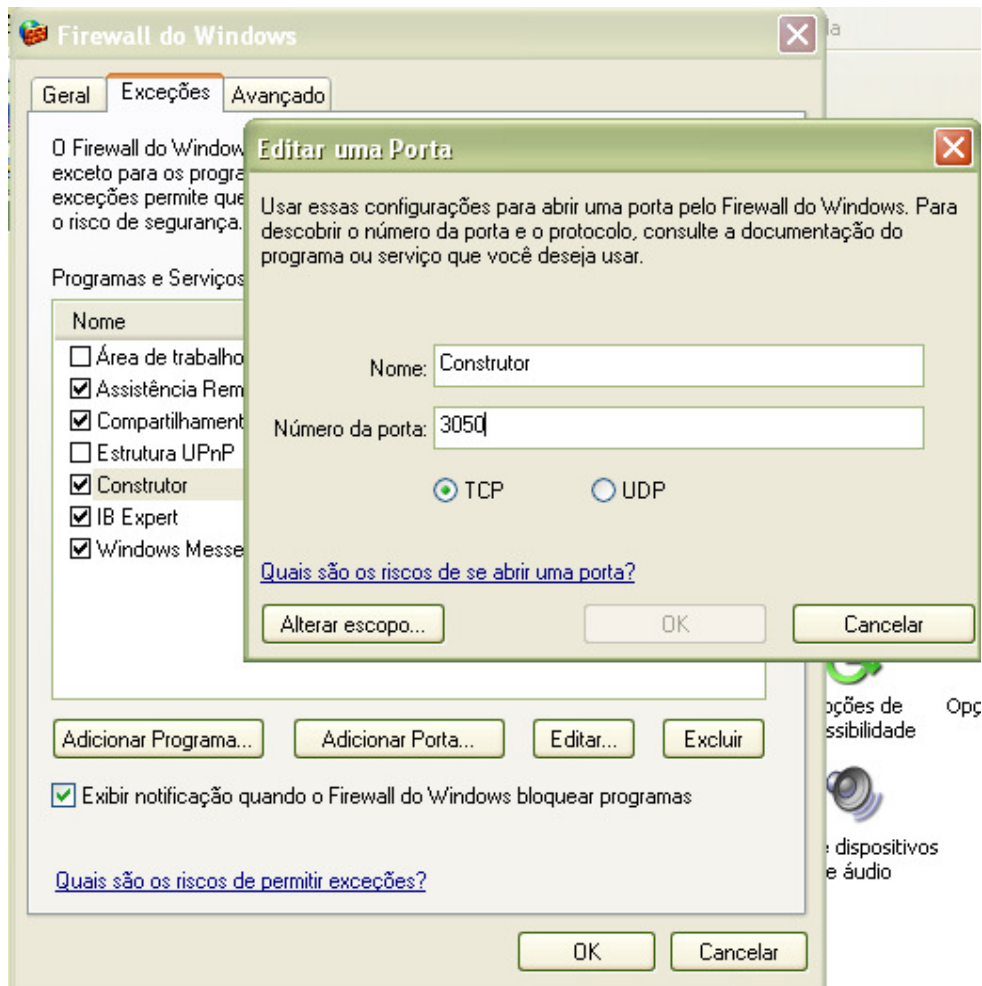 Firewall do Windows
Geral
Exceções
Avançado
O Firewall do Window
exceto para os progra
exceções permite que
o risco de segurança.
Programas e Serviços
Nome
Área de trabalho
Assistência Rem
Compartilhament
Estrutura UPnP
Construtor
IB Expert
Windows Messe
Editar uma Porta
Usar essas configurações para abrir uma porta pelo Firewall do Windows. Para
descobrir o número da porta e o protocolo, consulte a documentação do
programa ou serviço que você deseja usar.
Nome: Construtor
Número da porta: 3050
TCP
UDP
Quais são os riscos de se abrir uma porta?
Alterar escopo...
OK
Cancelar
Adicionar Programa...
Adicionar Porta...
Editar...
Excluir
Exibir notificação quando o Firewall do Windows bloquear programas
Quais são os riscos de permitir exceções?
OK
Cancelar
pções de
ssibilidade
Opç
dispositivos
e áudio